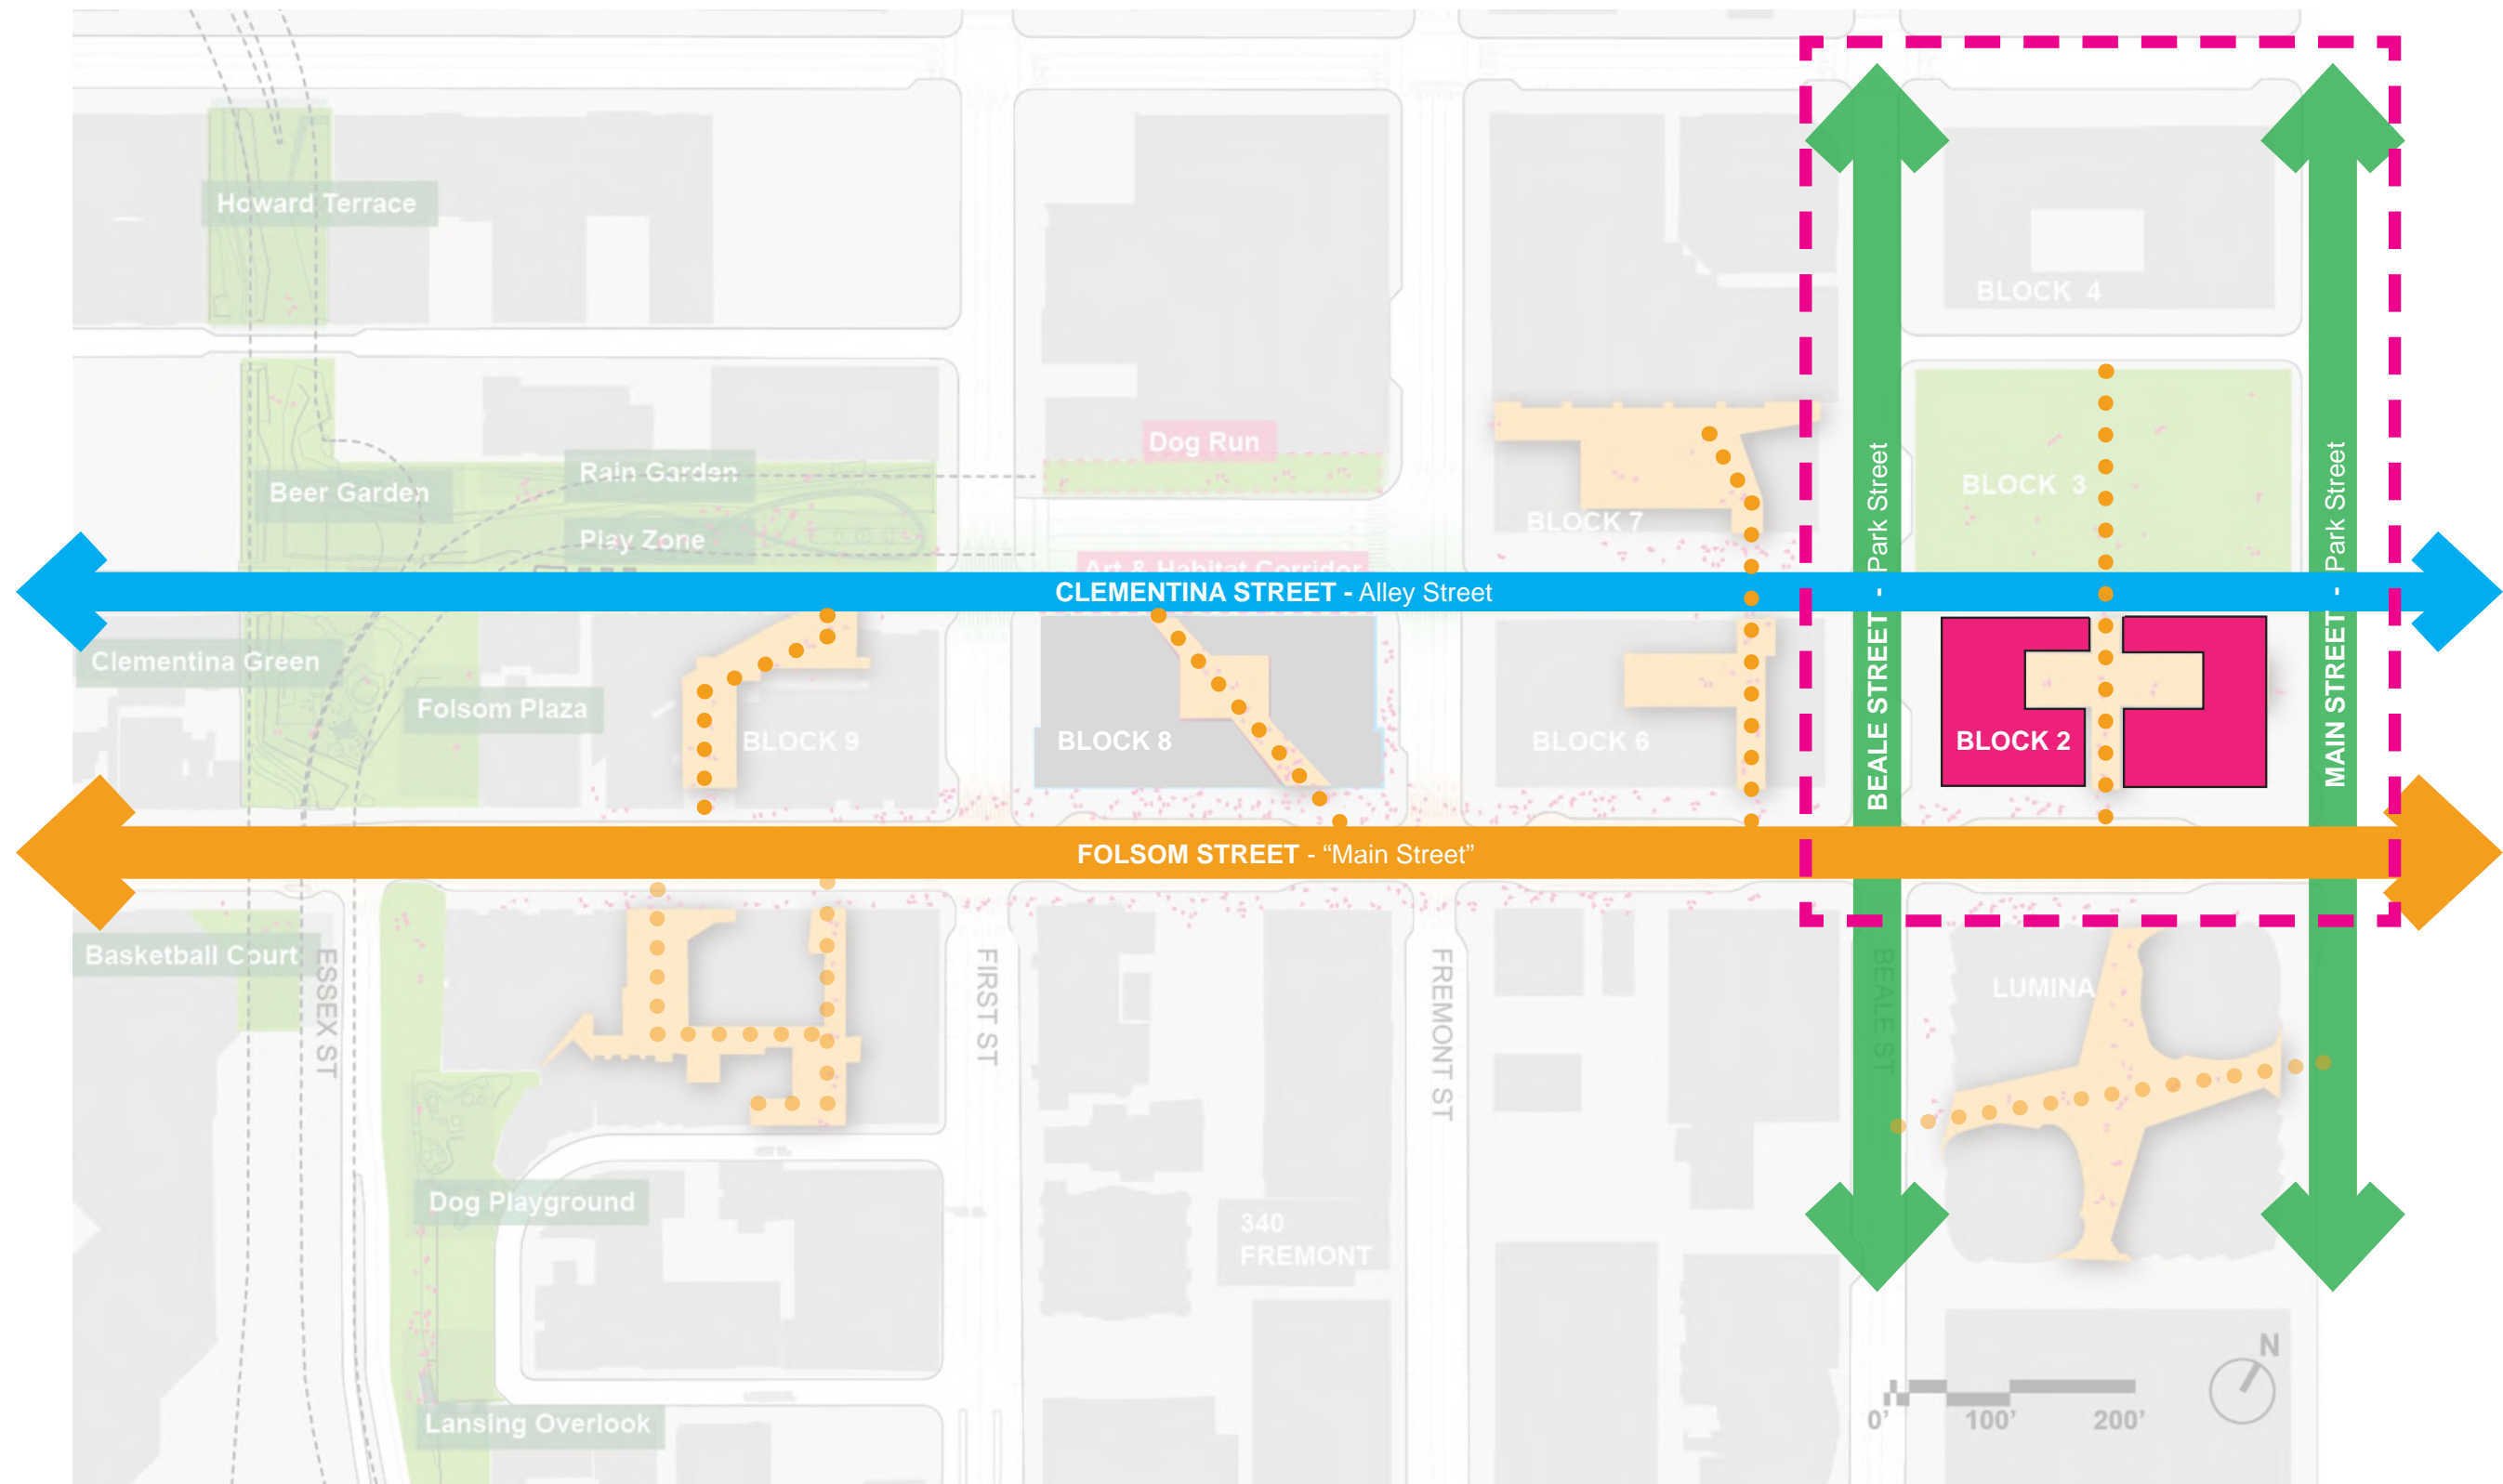 Howard Terrace
BLOCK 4
Dog Run
Rain Garden
Beer Garden
BLOCK 3
BLOCK 7
Play Zone
Art & Habitat Corridor
CLEMENTINA STREET - Alley Street
BEALE STREET - Park Street
MAIN STREET - Park Street
Clementina Green
Folsom Plaza
BLOCK 9
BLOCK 8
BLOCK 6
BLOCK 2
FOLSOM STREET - “Main Street”
Basketball Court
ESSEX ST
FIRST ST
FREMONT ST
BEALE ST
LUMINA
Dog Playground
340
FREMONT
Lansing Overlook
N
0’ 100’ 200’